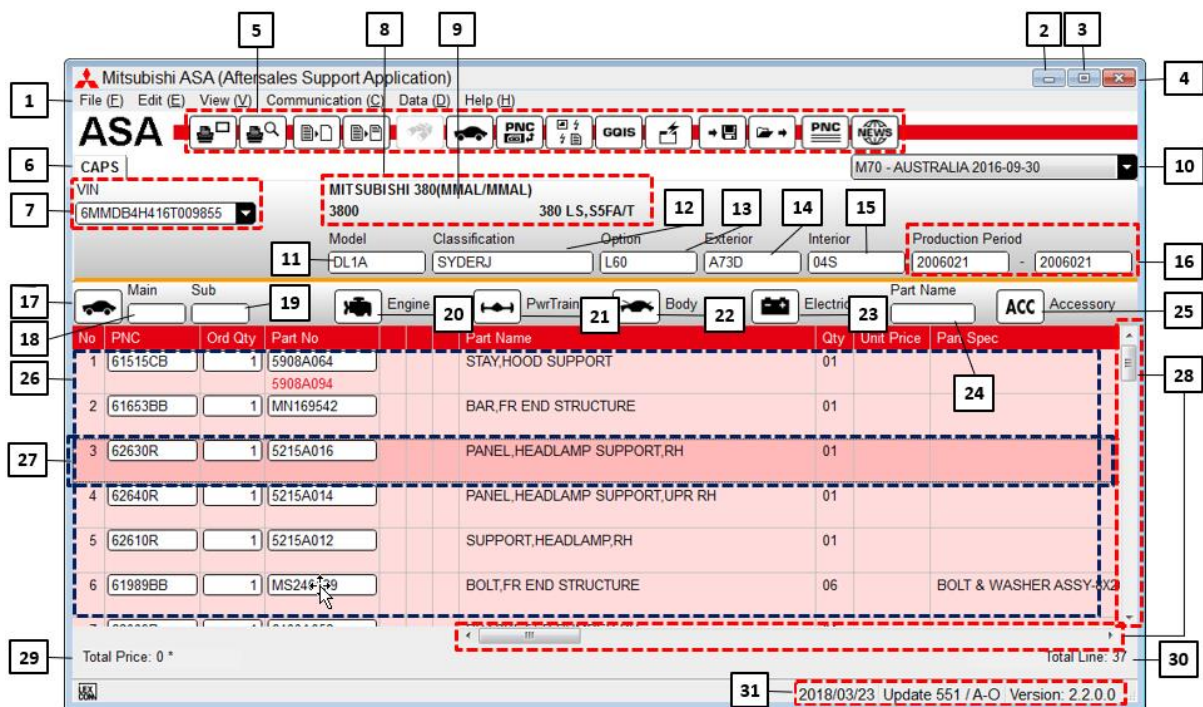 5 8 9 2 3
Mitsubishi ASA (Aftersales Support Application) 4
1 File (F) Edit (E) View (V) Communication (C) Data (D) Help (H)
ASA PNC GQIS PNC NEWS
6 CAPS M70 - AUSTRALIA 2016-09-30 10
VIN MITSUBISHI 380(MMAL/MMAL)
7 6MMDB4H416T009855 3800 380 LS,S5FA/T 12 13 14 15
Model Classification Option Exterior Interior Production Period
11 DL1A SYDERJ L60 A73D 04S 2006021 - 2006021 16
17 Main Sub 19 Engine 20 PwrTrain 21 Body 22 Electric 23 Part Name ACC Accessory 25
18
No PNC Ord Qty Part No Part Name Qty Unit Price Part Spec
26 1 61515CB 1 5908A064 STAY,HOOD SUPPORT 01 28
5908A094 24
2 61653BB 1 MN169542 BAR,FR END STRUCTURE 01
27 3 62630R 1 5215A016 PANEL,HEADLAMP SUPPORT,RH 01
4 62640R 1 5215A014 PANEL,HEADLAMP SUPPORT,UPR RH 01
5 62610R 1 5215A012 SUPPORT,HEADLAMP,RH 01
6 61989BB 1 BOLT,FR END STRUCTURE 06 BOLT & WASHER ASSY-8X2
29 Total Price: 0 * Total Line: 37 30
LEX COM 31 2018/03/23 Update 551 / A-O Version: 2.2.0.0